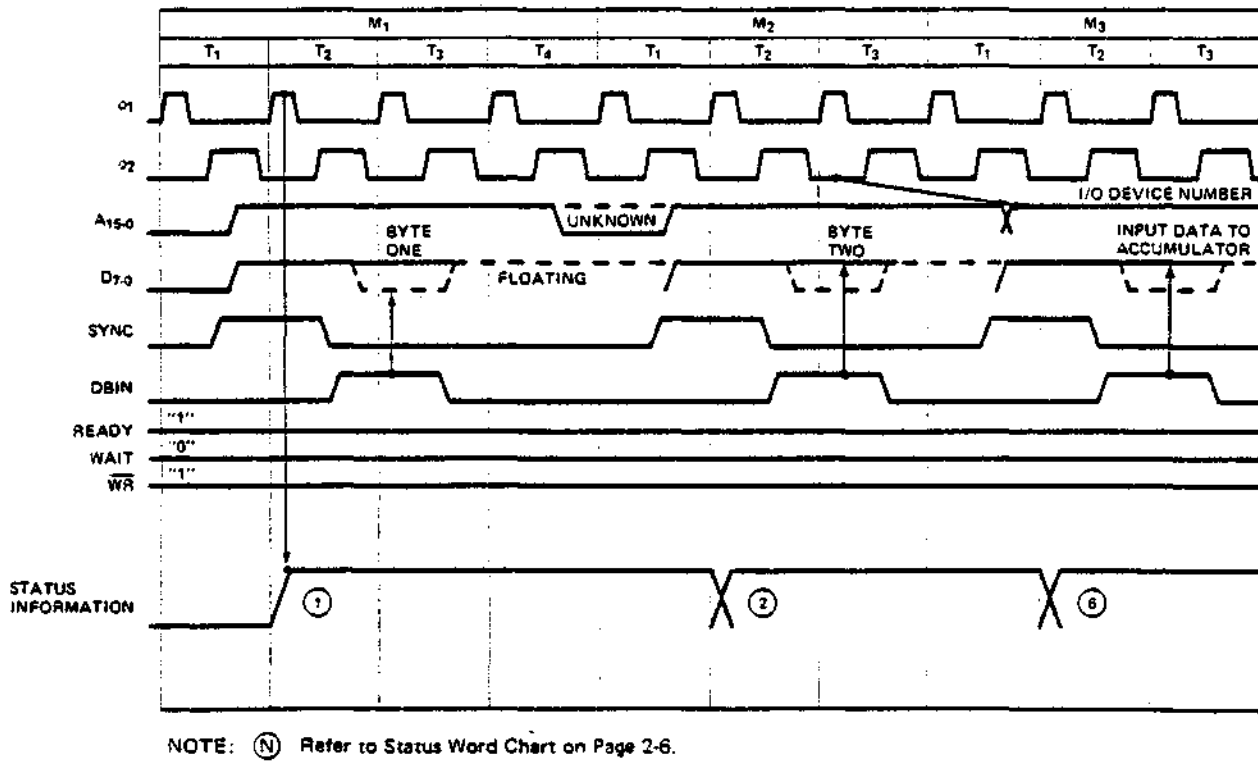 M1 M2 M3
T1 T2 T3 T4 T1 T2 T3 T1 T2 T3
φ1
φ2
A15-0
UNKNOWN
I/O DEVICE NUMBER
BYTE
ONE
BYTE
TWO
INPUT DATA TO
ACCUMULATOR
D7-0
FLOATING
SYNC
DBIN
READY "1"
WAIT "0"
WR "1"
STATUS
INFORMATION
1 2 6
NOTE: N Refer to Status Word Chart on Page 2-6.